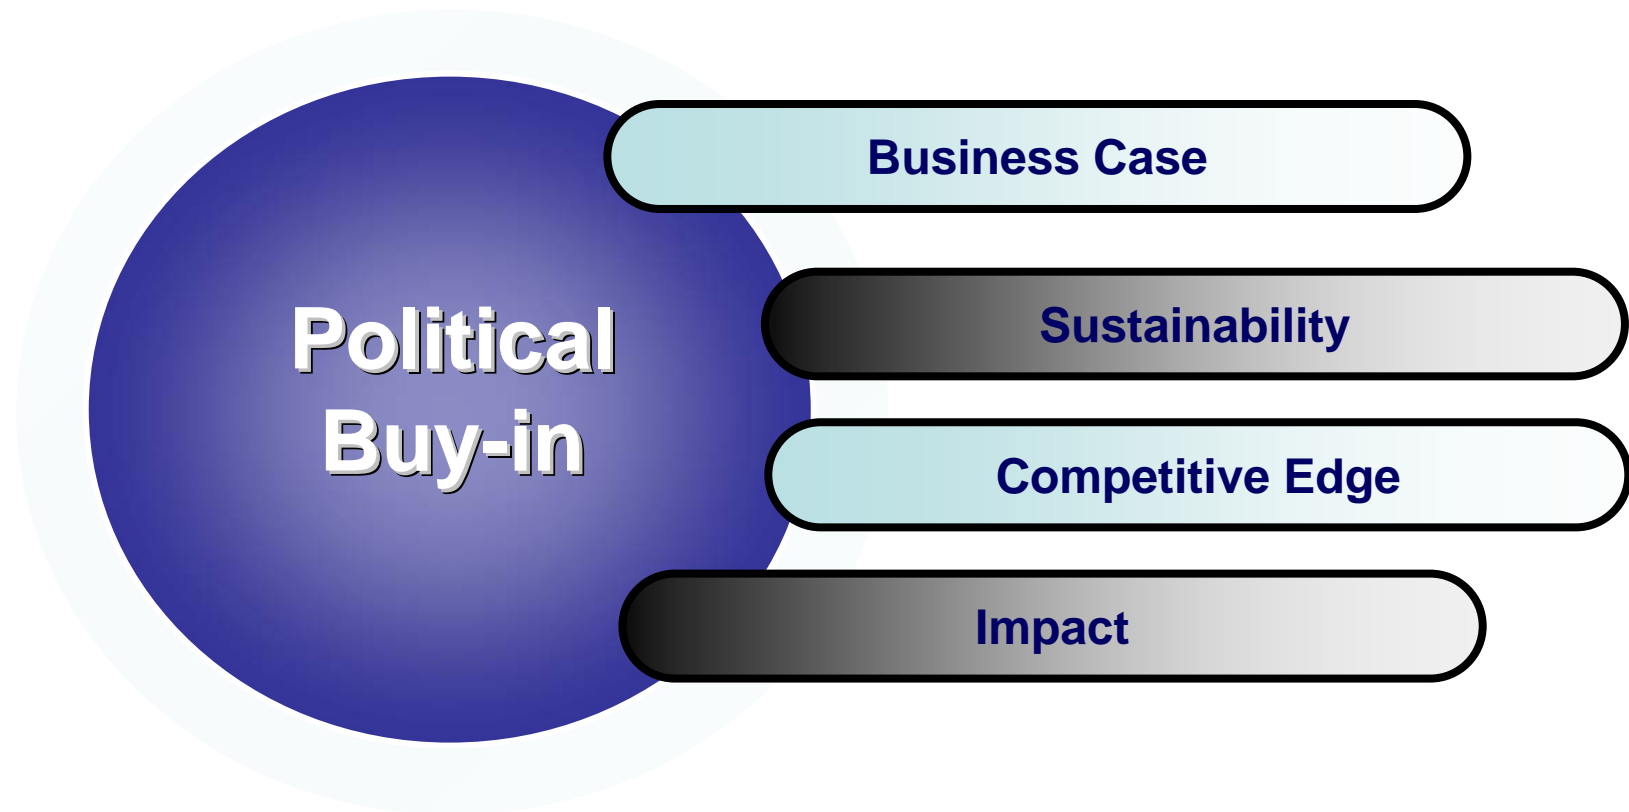 Political
Buy-in
Business Case
Sustainability
Competitive Edge
Impact